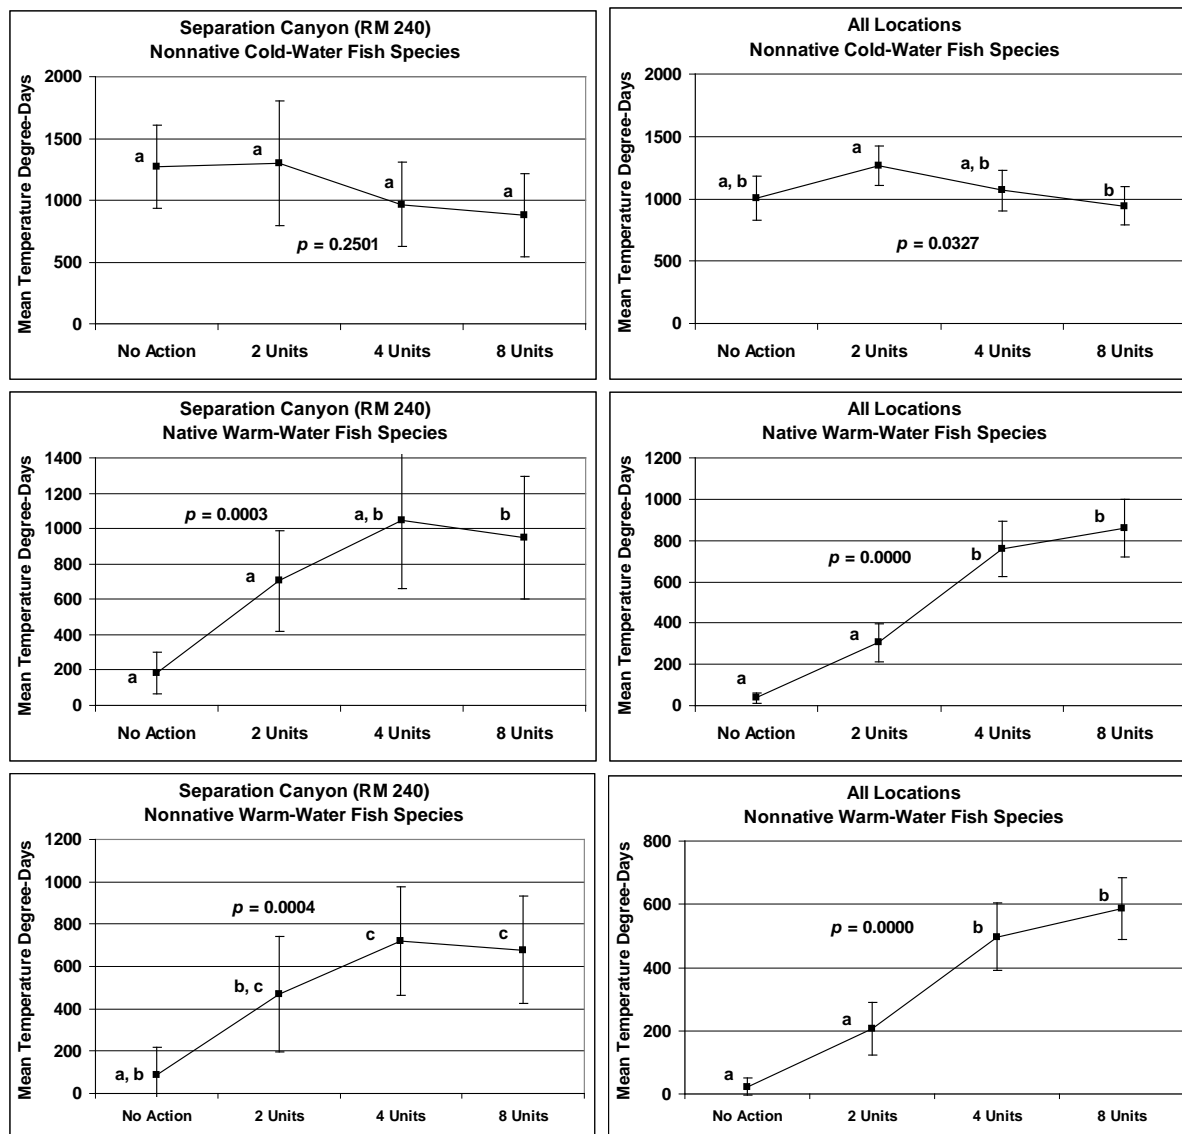 Separation Canyon (RM 240)
Nonnative Cold-Water Fish Species
Mean Temperature Degree-Days
2000
1500
1000
500
0
a
a
a
a
p = 0.2501
No Action
2 Units
4 Units
8 Units
All Locations
Nonnative Cold-Water Fish Species
Mean Temperature Degree-Days
2000
1500
1000
500
0
a, b
a
a, b
b
p = 0.0327
No Action
2 Units
4 Units
8 Units
Separation Canyon (RM 240)
Native Warm-Water Fish Species
Mean Temperature Degree-Days
1400
1200
1000
800
600
400
200
0
p = 0.0003
a
a
a, b
b
No Action
2 Units
4 Units
8 Units
All Locations
Native Warm-Water Fish Species
Mean Temperature Degree-Days
1200
1000
800
600
400
200
0
p = 0.0000
a
a
b
b
No Action
2 Units
4 Units
8 Units
Separation Canyon (RM 240)
Nonnative Warm-Water Fish Species
Mean Temperature Degree-Days
1200
1000
800
600
400
200
0
p = 0.0004
a, b
b, c
c
c
No Action
2 Units
4 Units
8 Units
All Locations
Nonnative Warm-Water Fish Species
Mean Temperature Degree-Days
800
600
400
200
0
p = 0.0000
a
a
b
b
No Action
2 Units
4 Units
8 Units